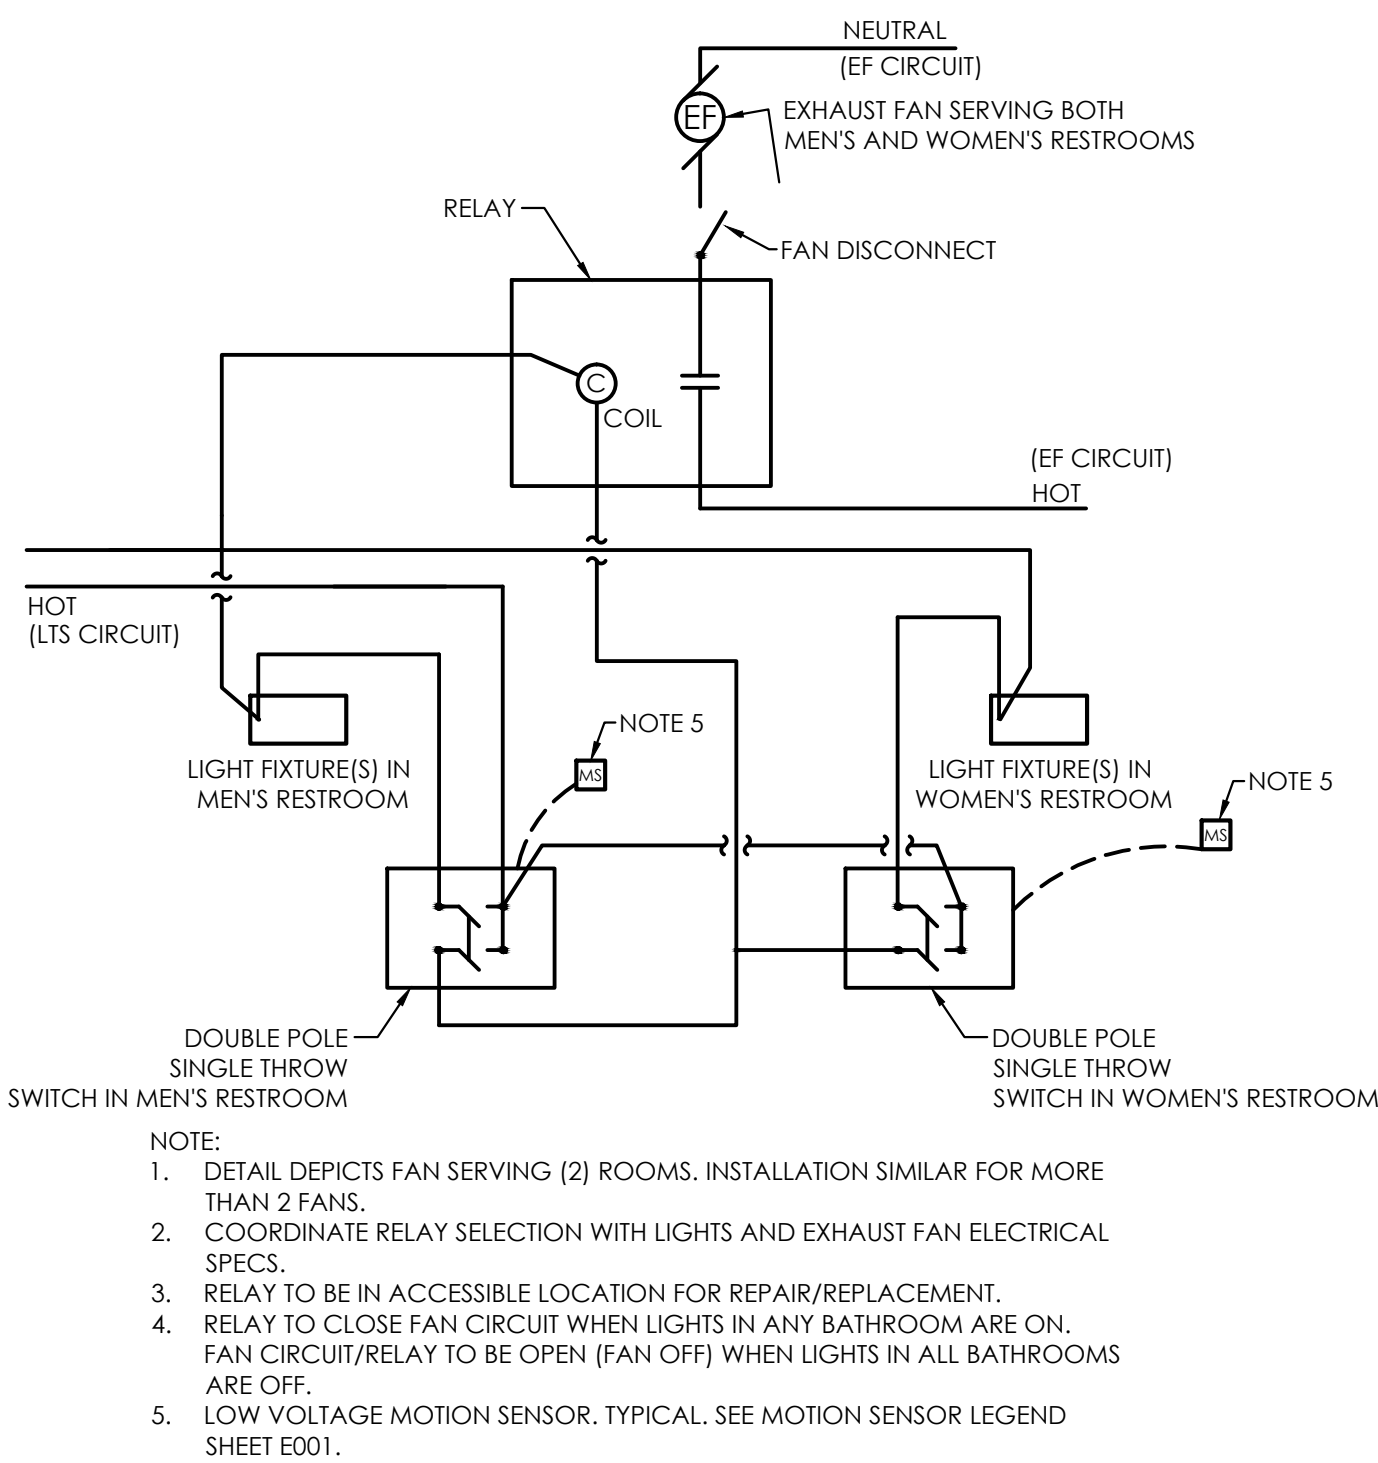 NEUTRAL
(EF CIRCUIT)
EF
EXHAUST FAN SERVING BOTH
MEN'S AND WOMEN'S RESTROOMS
RELAY
FAN DISCONNECT
C
COIL
(EF CIRCUIT)
HOT
HOT
(LTS CIRCUIT)
NOTE 5
MS
LIGHT FIXTURE(S) IN
MEN'S RESTROOM
LIGHT FIXTURE(S) IN
WOMEN'S RESTROOM
NOTE 5
MS
DOUBLE POLE
SINGLE THROW
SWITCH IN MEN'S RESTROOM
DOUBLE POLE
SINGLE THROW
SWITCH IN WOMEN'S RESTROOM
NOTE:
1. DETAIL DEPICTS FAN SERVING (2) ROOMS. INSTALLATION SIMILAR FOR MORE
THAN 2 FANS.
2. COORDINATE RELAY SELECTION WITH LIGHTS AND EXHAUST FAN ELECTRICAL
SPECS.
3. RELAY TO BE IN ACCESSIBLE LOCATION FOR REPAIR/REPLACEMENT.
4. RELAY TO CLOSE FAN CIRCUIT WHEN LIGHTS IN ANY BATHROOM ARE ON.
FAN CIRCUIT/RELAY TO BE OPEN (FAN OFF) WHEN LIGHTS IN ALL BATHROOMS
ARE OFF.
5. LOW VOLTAGE MOTION SENSOR. TYPICAL. SEE MOTION SENSOR LEGEND
SHEET E001.